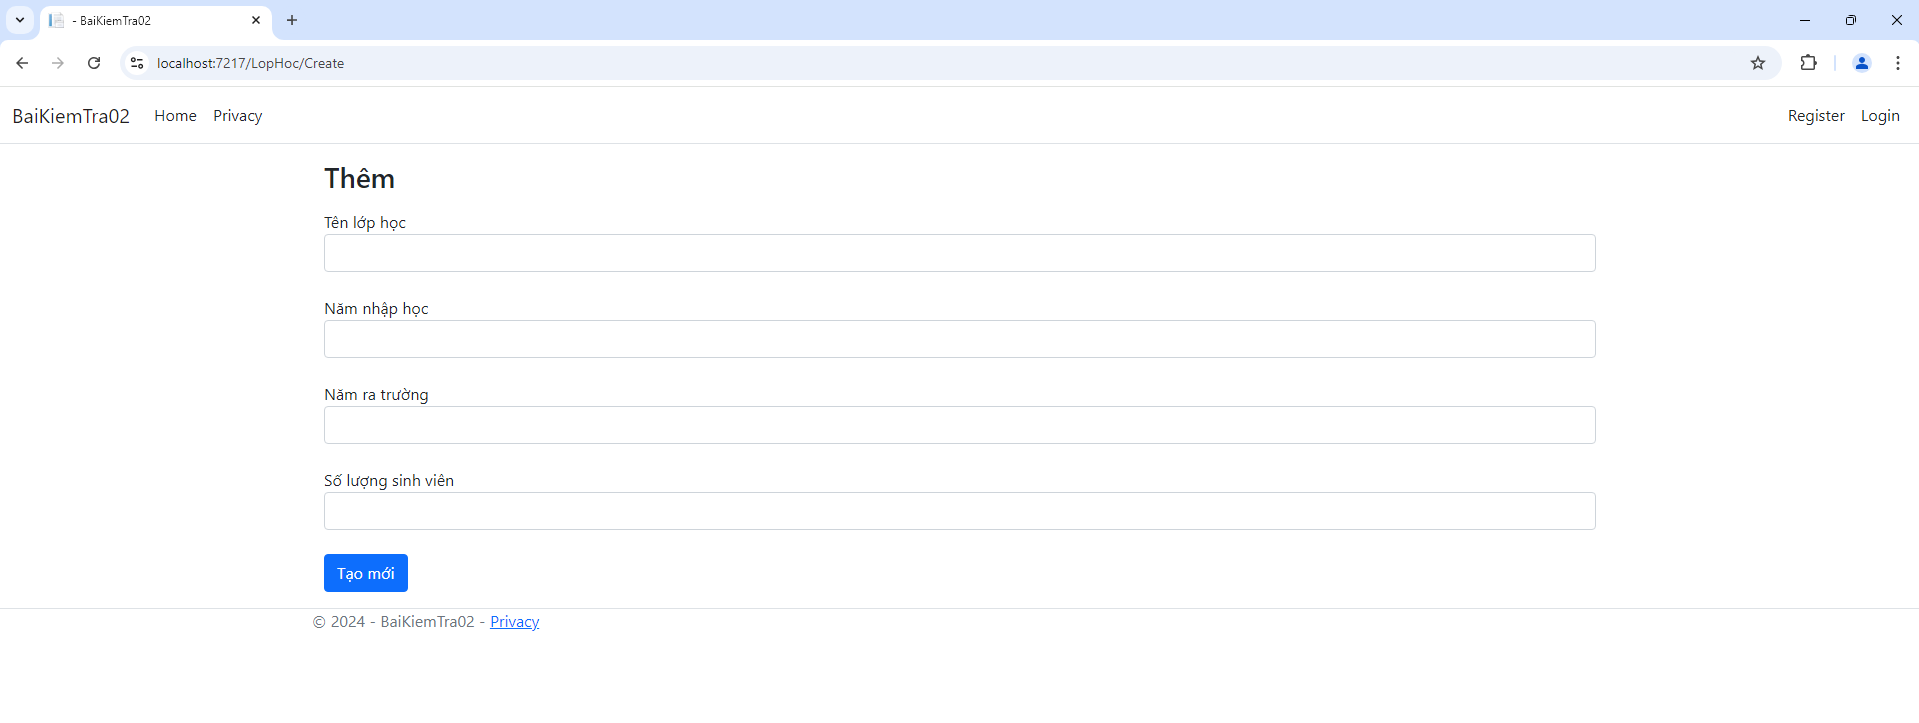 - BaiKiemTra02
localhost:7217/LopHoc/Create
BaiKiemTra02 Home Privacy Register Login
Thêm
Tên lớp học
Năm nhập học
Năm ra trường
Số lượng sinh viên
Tạo mới
© 2024 - BaiKiemTra02 - Privacy